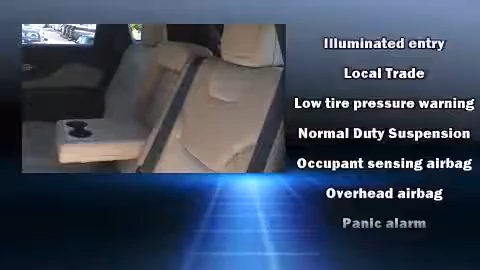 Illuminated entry
Local Trade
Low tire pressure warning
Normal Duty Suspension
Occupant sensing airbag
Overhead airbag
Panic alarm